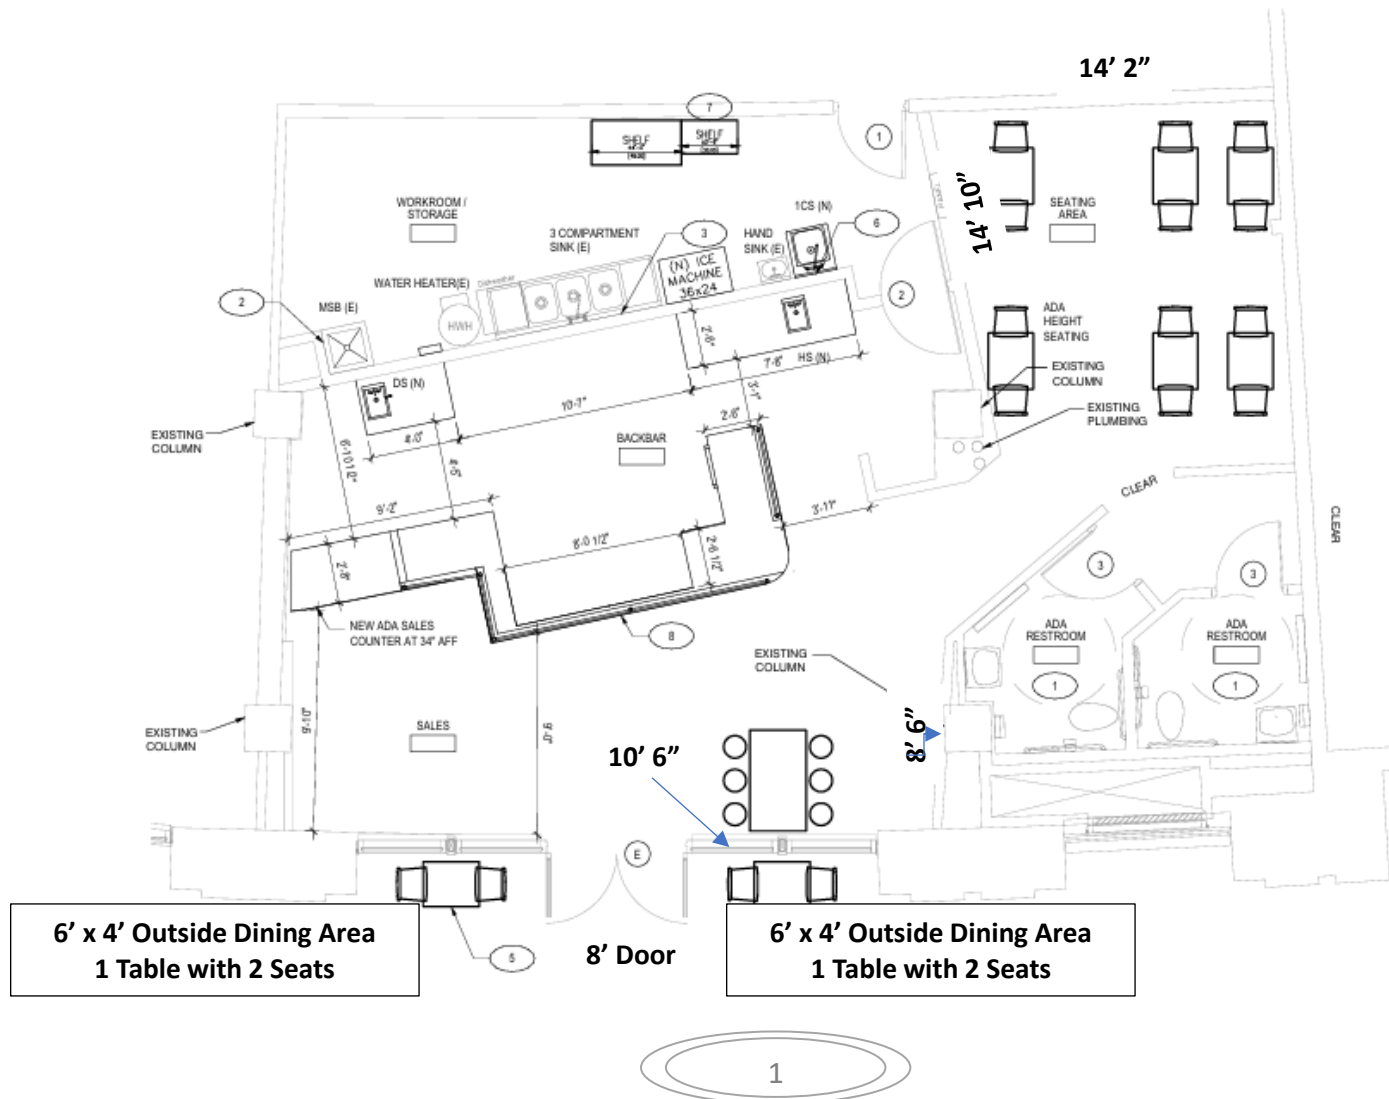 14' 2"
7
SHELF
SHELF
1
14' 10"
WORKROOM /
STORAGE
SEATING
AREA
1CS (N)
6
3 COMPARTMENT
SINK (E)
3
HAND
SINK (E)
(N) ICE
MACHINE
36x24
WATER HEATER(E)
Dishwasher
2
2
MSB (E)
HWH
ADA
HEIGHT
SEATING
2'-6"
7'-8"
HS (N)
EXISTING
COLUMN
DS (N)
10'-7"
3'-1"
2'-6"
EXISTING
PLUMBING
EXISTING
COLUMN
4'-0"
BACKBAR
6'-10 1/2"
4'-5"
CLEAR
CLEAR
9'-2"
3'-11"
8'-0 1/2"
2'-6 1/2"
2'-8"
3
3
NEW ADA SALES
COUNTER AT 34" AFF
8
ADA
RESTROOM
ADA
RESTROOM
EXISTING
COLUMN
1
1
EXISTING
COLUMN
9'-10"
SALES
9'-0"
8' 6"
10' 6"
E
6' x 4' Outside Dining Area
1 Table with 2 Seats
5
8' Door
6' x 4' Outside Dining Area
1 Table with 2 Seats
1